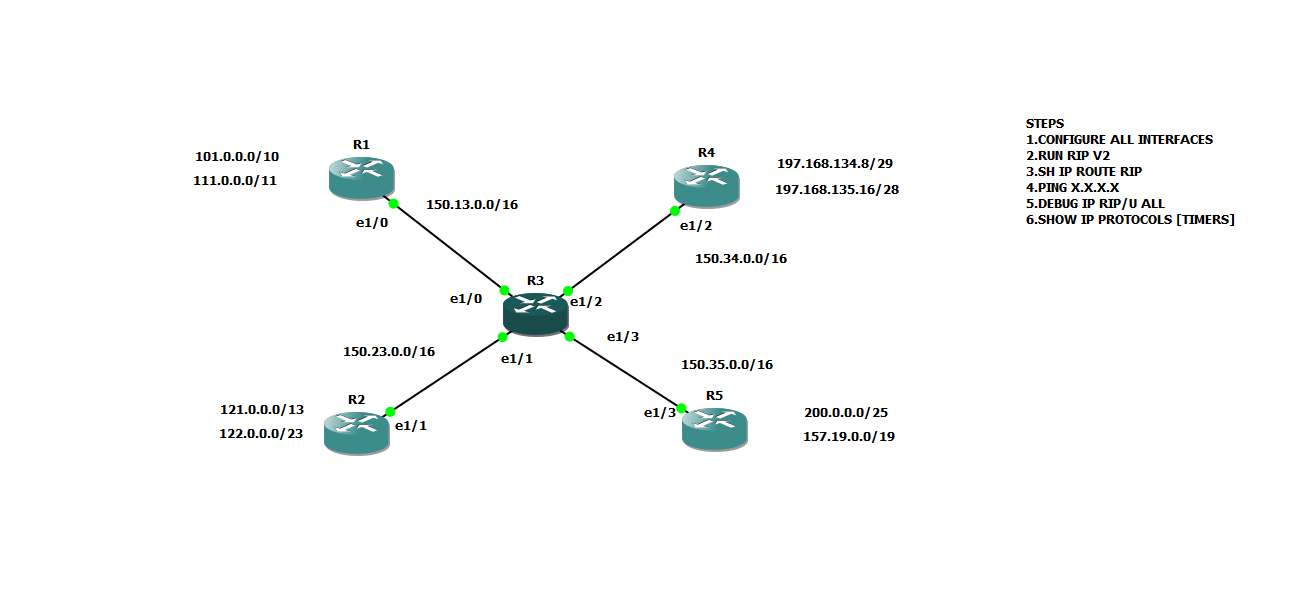 R1
101.0.0.0/10
111.0.0.0/11
e1/0
150.13.0.0/16
R4
197.168.134.8/29
197.168.135.16/28
e1/2
150.34.0.0/16
STEPS
1.CONFIGURE ALL INTERFACES
2.RUN RIP V2
3.SH IP ROUTE RIP
4.PING X.X.X.X
5.DEBUG IP RIP/U ALL
6.SHOW IP PROTOCOLS [TIMERS]
R3
e1/0
e1/2
e1/1
e1/3
150.23.0.0/16
150.35.0.0/16
R2
121.0.0.0/13
122.0.0.0/23
e1/1
R5
e1/3
200.0.0.0/25
157.19.0.0/19